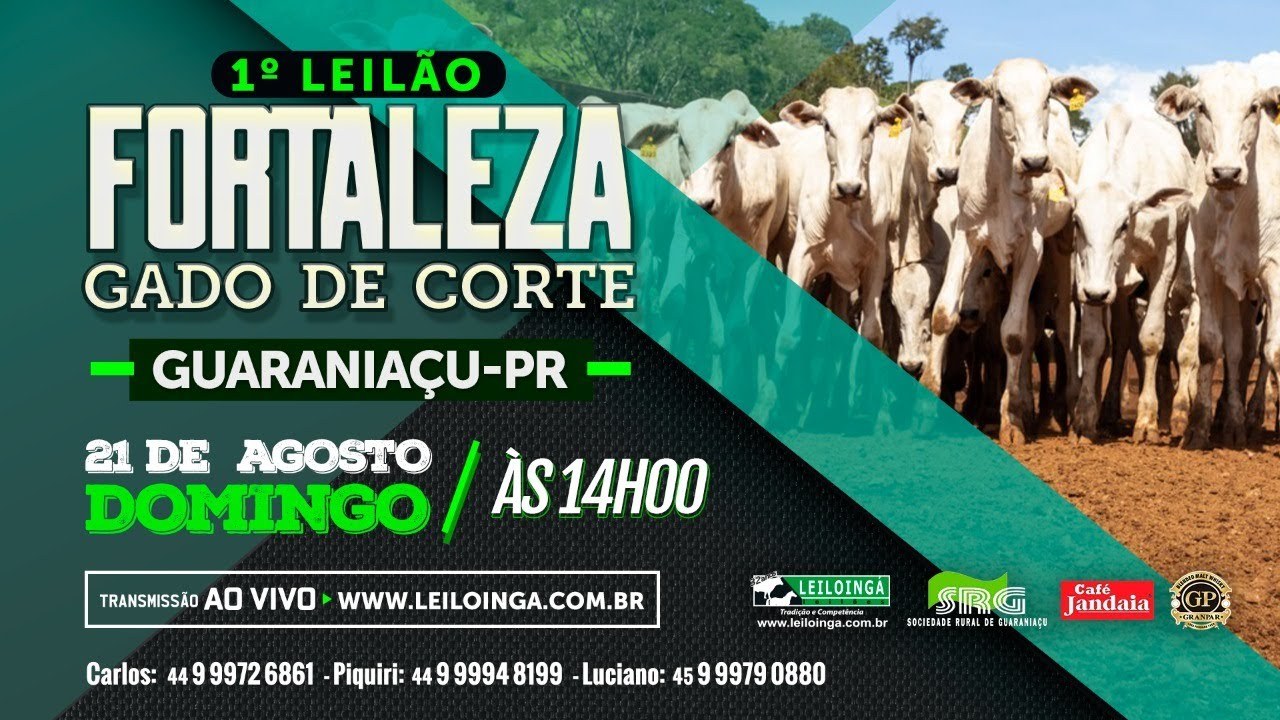 1º LEILÃO
FORTALEZA
GADO DE CORTE
GUARANIAÇU-PR
21 DE AGOSTO
DOMINGO
ÀS 14H00
TRANSMISSÃO AO VIVO WWW.LEILOINGA.COM.BR
Carlos: 44 9 9972 6861 - Piquiri: 44 9 9994 8199 - Luciano: 45 9 9979 0880
LEILOINGÁ
Tradição e Competência
www.leiloinga.com.br
SRG
SOCIEDADE RURAL DE GUARANIAÇU
Café
Jandaia
GP
GRANPAR